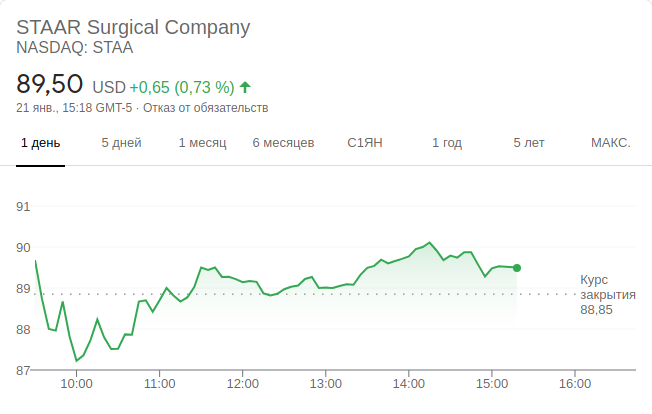 STAAR Surgical Company
NASDAQ: STAA
89,50 USD +0,65 (0,73 %)
21 янв., 15:18 GMT-5 · Отказ от обязательств
1 день 5 дней 1 месяц 6 месяцев С1ЯН 1 год 5 лет МАКС.
91
90
89
88
87
Курс
закрытия
88,85
10:00 11:00 12:00 13:00 14:00 15:00 16:00